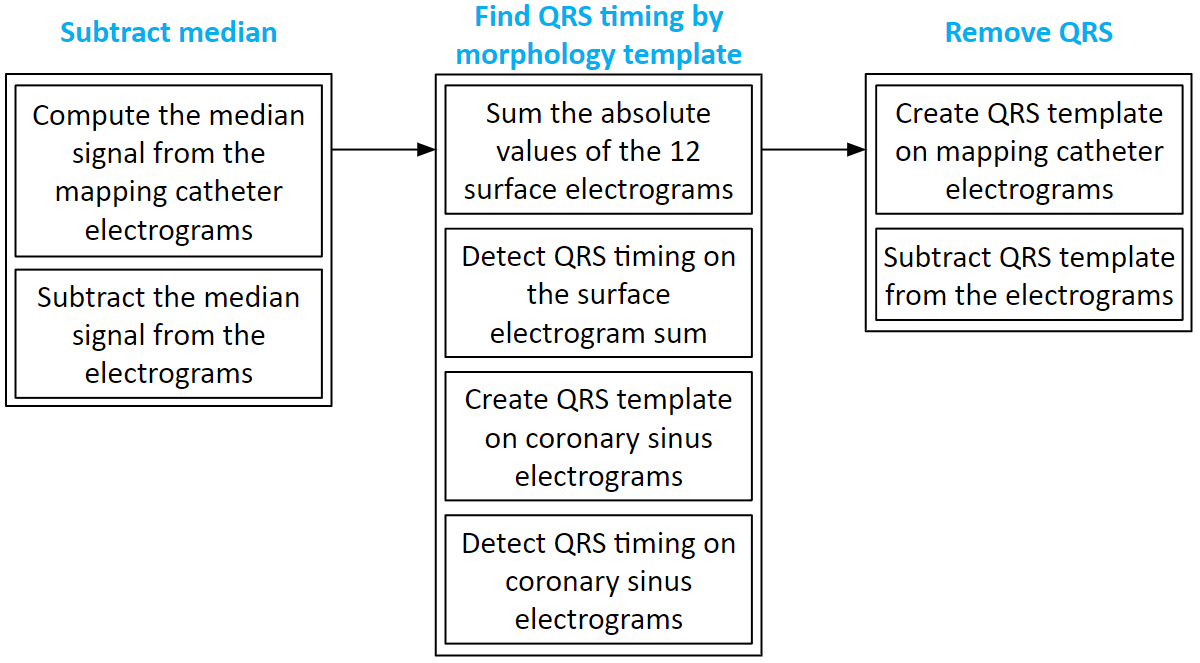 Subtract median
Compute the median
signal from the
mapping catheter
electrograms
Subtract the median
signal from the
electrograms
Find QRS timing by
morphology template
Sum the absolute
values of the 12
surface electrograms
Detect QRS timing on
the surface
electrogram sum
Create QRS template
on coronary sinus
electrograms
Detect QRS timing on
coronary sinus
electrograms
Remove QRS
Create QRS template
on mapping catheter
electrograms
Subtract QRS template
from the electrograms